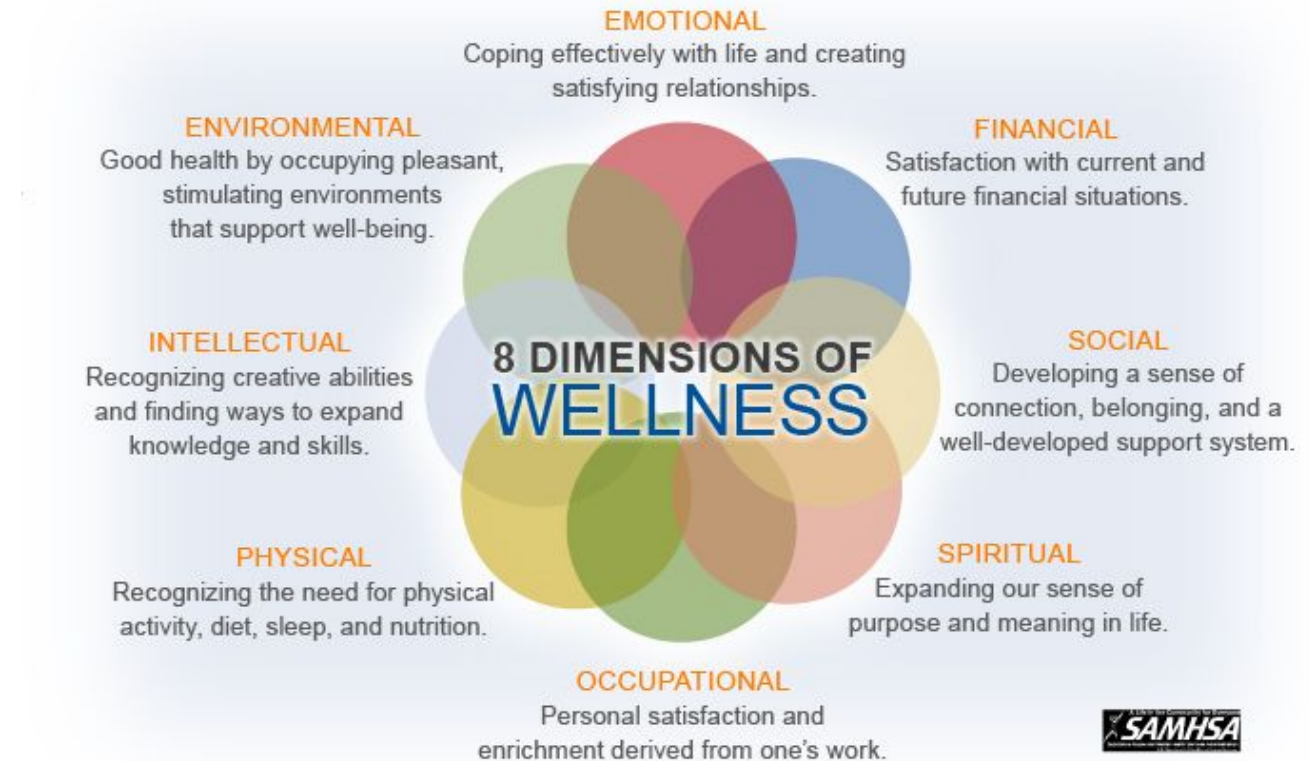 EMOTIONAL
Coping effectively with life and creating
satisfying relationships.
FINANCIAL
Satisfaction with current and
future financial situations.
SOCIAL
Developing a sense of
connection, belonging, and a
well-developed support system.
SPIRITUAL
Expanding our sense of
purpose and meaning in life.
OCCUPATIONAL
Personal satisfaction and
enrichment derived from one's work.
PHYSICAL
Recognizing the need for physical
activity, diet, sleep, and nutrition.
INTELLECTUAL
Recognizing creative abilities
and finding ways to expand
knowledge and skills.
ENVIRONMENTAL
Good health by occupying pleasant,
stimulating environments
that support well-being.
8 DIMENSIONS OF
WELLNESS
SAMHSA